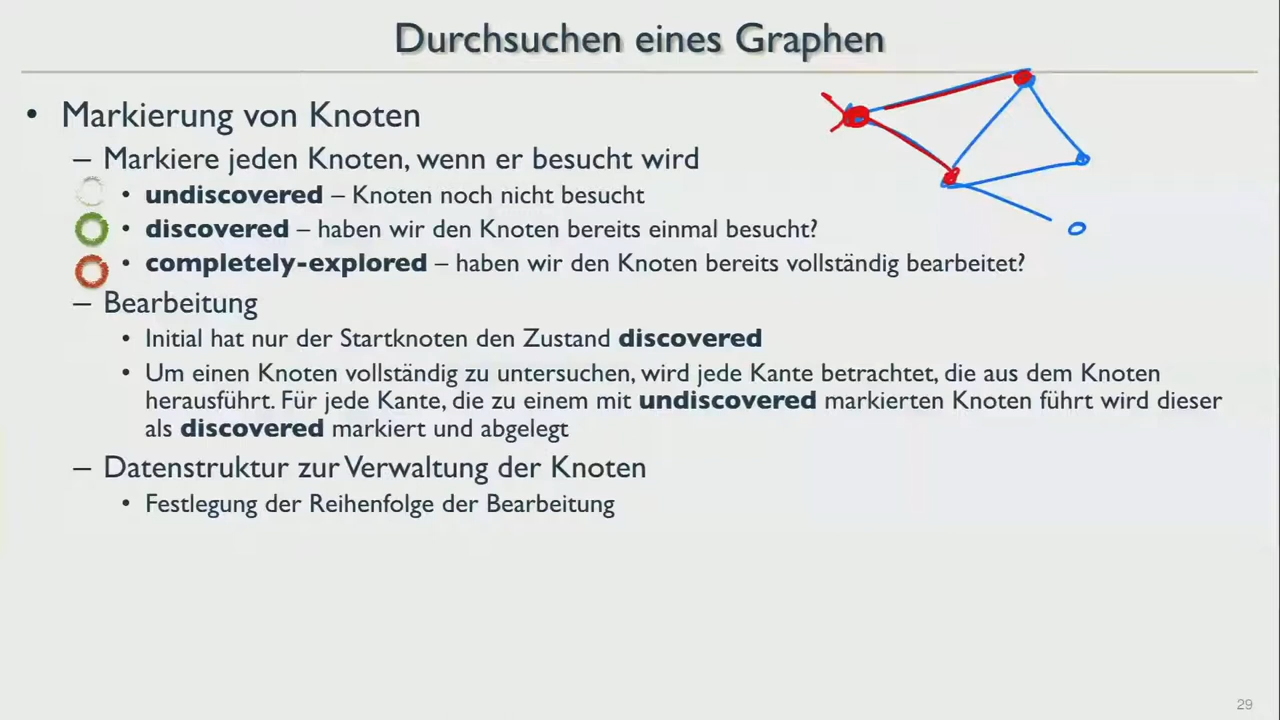 Durchsuchen eines Graphen
• Markierung von Knoten
– Markiere jeden Knoten, wenn er besucht wird
• undiscovered – Knoten noch nicht besucht
• discovered – haben wir den Knoten bereits einmal besucht?
• completely-explored – haben wir den Knoten bereits vollständig bearbeitet?
– Bearbeitung
• Initial hat nur der Startknoten den Zustand discovered
• Um einen Knoten vollständig zu untersuchen, wird jede Kante betrachtet, die aus dem Knoten
herausführt. Für jede Kante, die zu einem mit undiscovered markierten Knoten führt wird dieser
als discovered markiert und abgelegt
– Datenstruktur zur Verwaltung der Knoten
• Festlegung der Reihenfolge der Bearbeitung
29